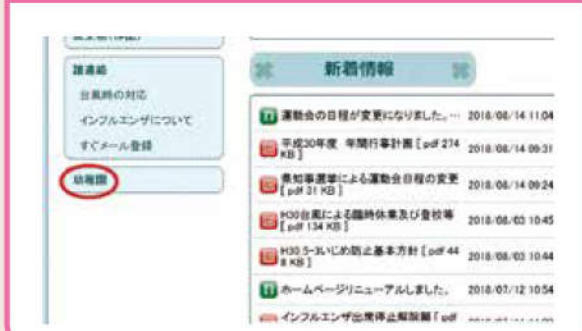 諸連絡
台風時の対応
インフルエンザについて
すぐメール登録
幼稚園
新着情報
運動会の日程が変更になりました。… 2018/08/14 11:04
平成30年度 年間行事計画 [ pdf 274
KB ] 2018/08/14 09:31
県知事選挙による運動会日程の変更
[ pdf 31 KB ] 2018/08/14 09:24
H30台風による臨時休業及び登校等
[ pdf 134 KB ] 2018/08/03 10:45
H30.5-3いじめ防止基本方針 [ pdf 44
8 KB ] 2018/08/03 10:44
ホームページリニューアルしました。 2018/07/12 10:54
インフルエンザ出席停止解除願 [ pdf